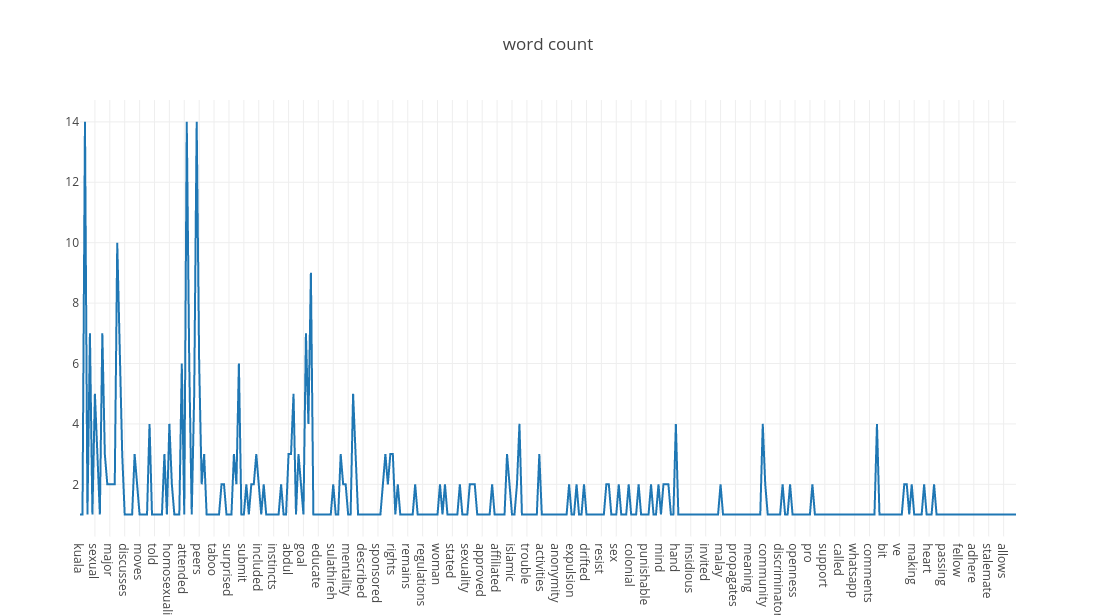 word count
14
12
10
8
6
4
2
kuala
sexual
major
discusses
moves
told
homosexuali
attended
peers
taboo
surprised
submit
included
instincts
abdul
goal
educate
sulathireh
mentality
described
sponsored
rights
remains
regulations
woman
stated
sexuality
approved
affiliated
islamic
trouble
activities
anonymity
expulsion
drifted
resist
sex
colonial
punishable
mind
hand
insidious
invited
malay
propagates
meaning
community
discriminator
openness
pro
support
called
whatsapp
comments
bit
ve
making
heart
passing
fellow
adhere
stalemate
allows